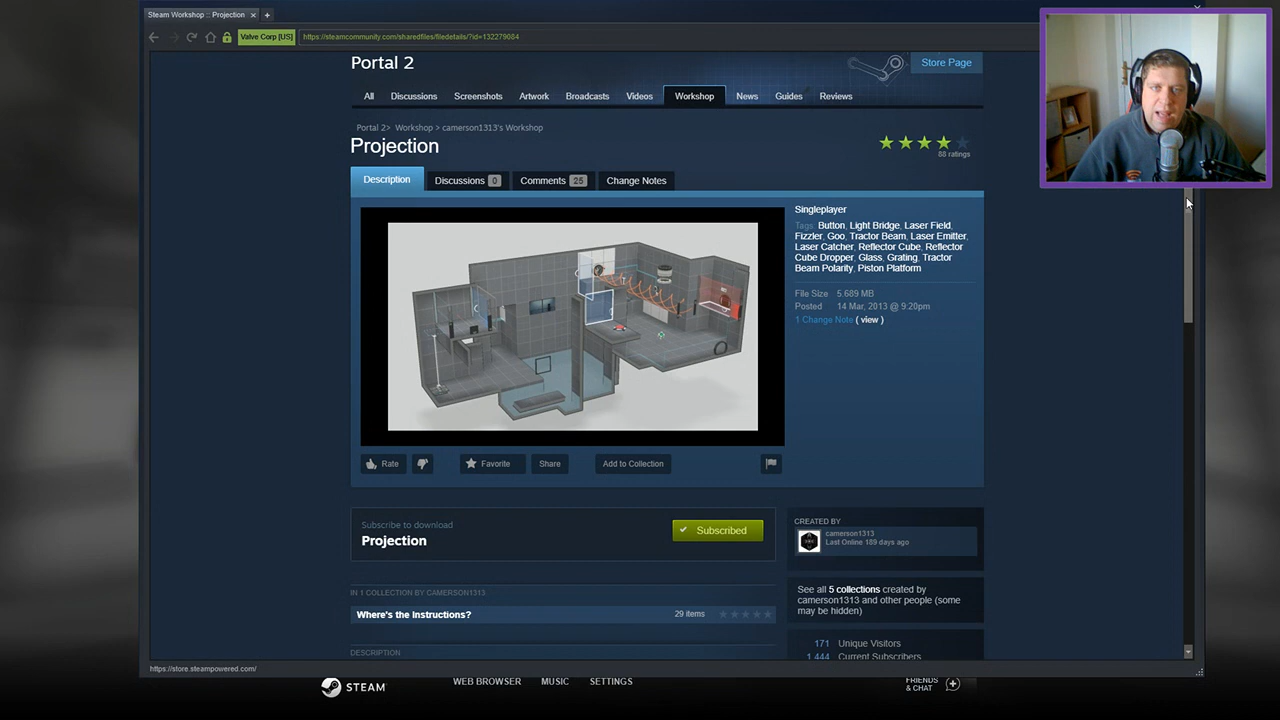 Steam Workshop :: Projection
Valve Corp [US]
https://steamcommunity.com/sharedfiles/filedetails/?id=132279084
Portal 2
Store Page
All
Discussions
Screenshots
Artwork
Broadcasts
Videos
Workshop
News
Guides
Reviews
Portal 2> Workshop > camerson1313's Workshop
Projection
88 ratings
Description
Discussions 0
Comments 25
Change Notes
Singleplayer
Tags: Button, Light Bridge, Laser Field,
Fizzler, Goo, Tractor Beam, Laser Emitter,
Laser Catcher, Reflector Cube, Reflector
Cube Dropper, Glass, Grating, Tractor
Beam Polarity, Piston Platform
File Size 5.689 MB
Posted 14 Mar, 2013 @ 9:20pm
1 Change Note ( view )
Rate
Favorite
Share
Add to Collection
Subscribe to download
Projection
Subscribed
CREATED BY
camerson1313
Last Online 189 days ago
IN 1 COLLECTION BY CAMERSON1313
Where's the Instructions?
29 items
See all 5 collections created by
camerson1313 and other people (some
may be hidden)
DESCRIPTION
171 Unique Visitors
1,444 Current Subscribers
https://store.steampowered.com/
STEAM
WEB BROWSER
MUSIC
SETTINGS
FRIENDS
& CHAT